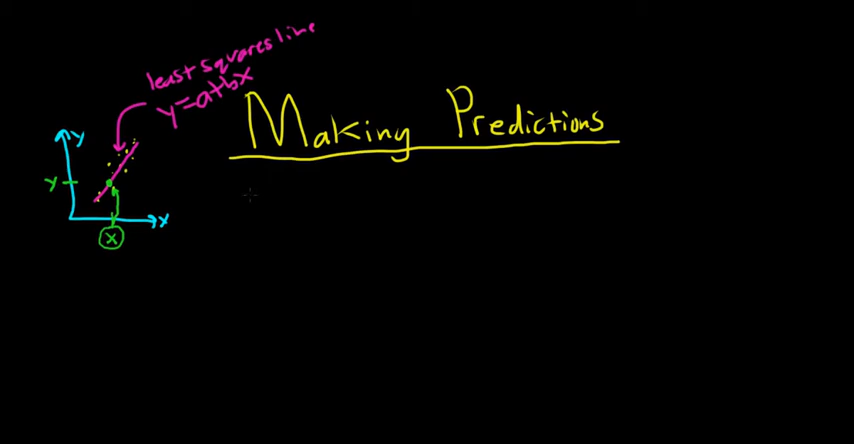 least squares line
y=a+bx
Making Predictions
y
y
x
x